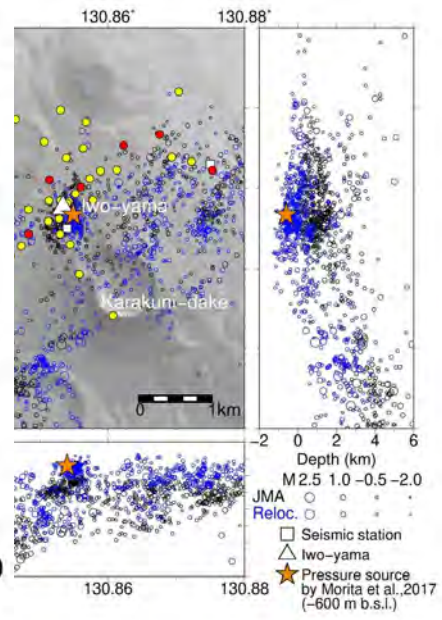 130.86° 130.88°
Iwo-yama
Karakuni-dake
0 1km
-2 0 2 4 6
Depth (km)
M 2.5 1.0 -0.5 -2.0
JMA
Reloc.
Seismic station
Iwo-yama
Pressure source
by Morita et al.,2017
(-600 m b.s.l.)
130.86° 130.88°